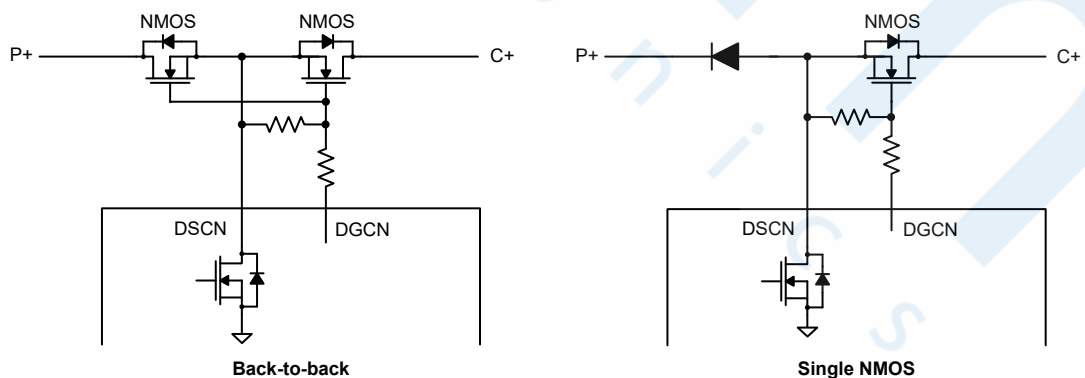 NMOS NMOS NMOS
P+ C+ P+ C+
DSCN DGCN DSCN DGCN
Back-to-back Single NMOS
n
i
c
s